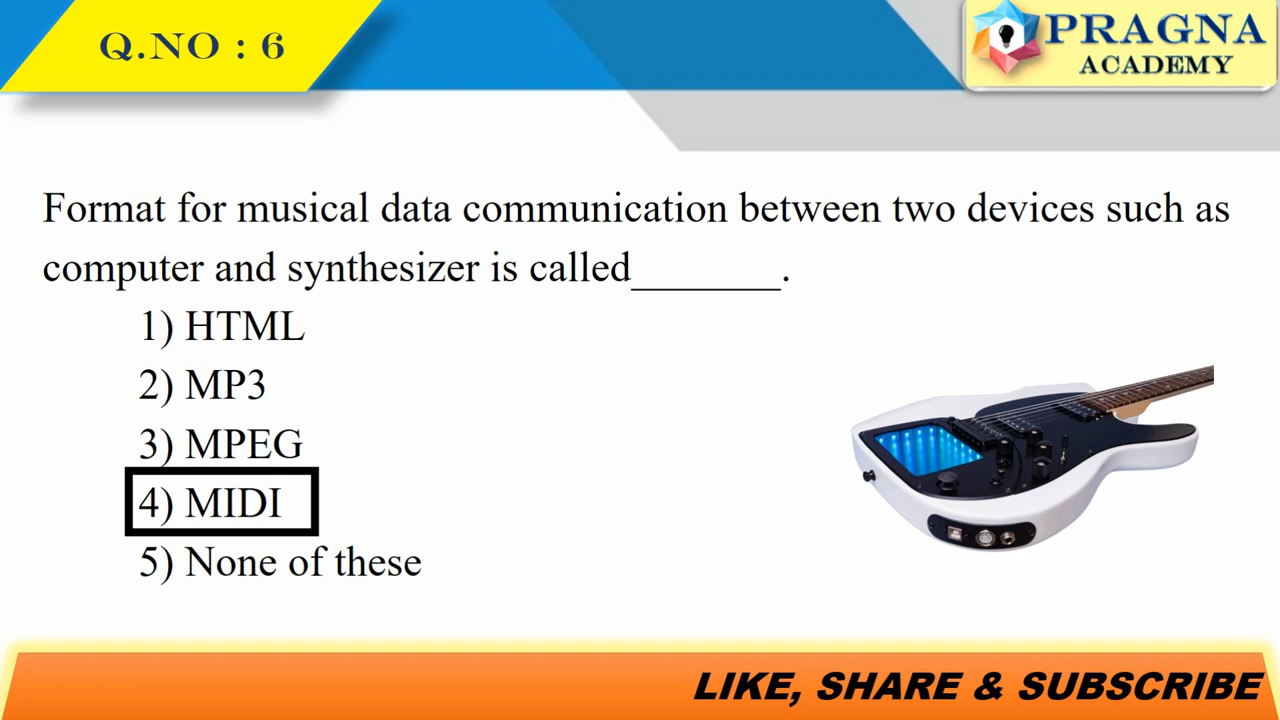 Q.NO : 6
PRAGNA
ACADEMY
Format for musical data communication between two devices such as
computer and synthesizer is called_______.
1) HTML
2) MP3
3) MPEG
4) MIDI
5) None of these
LIKE, SHARE & SUBSCRIBE